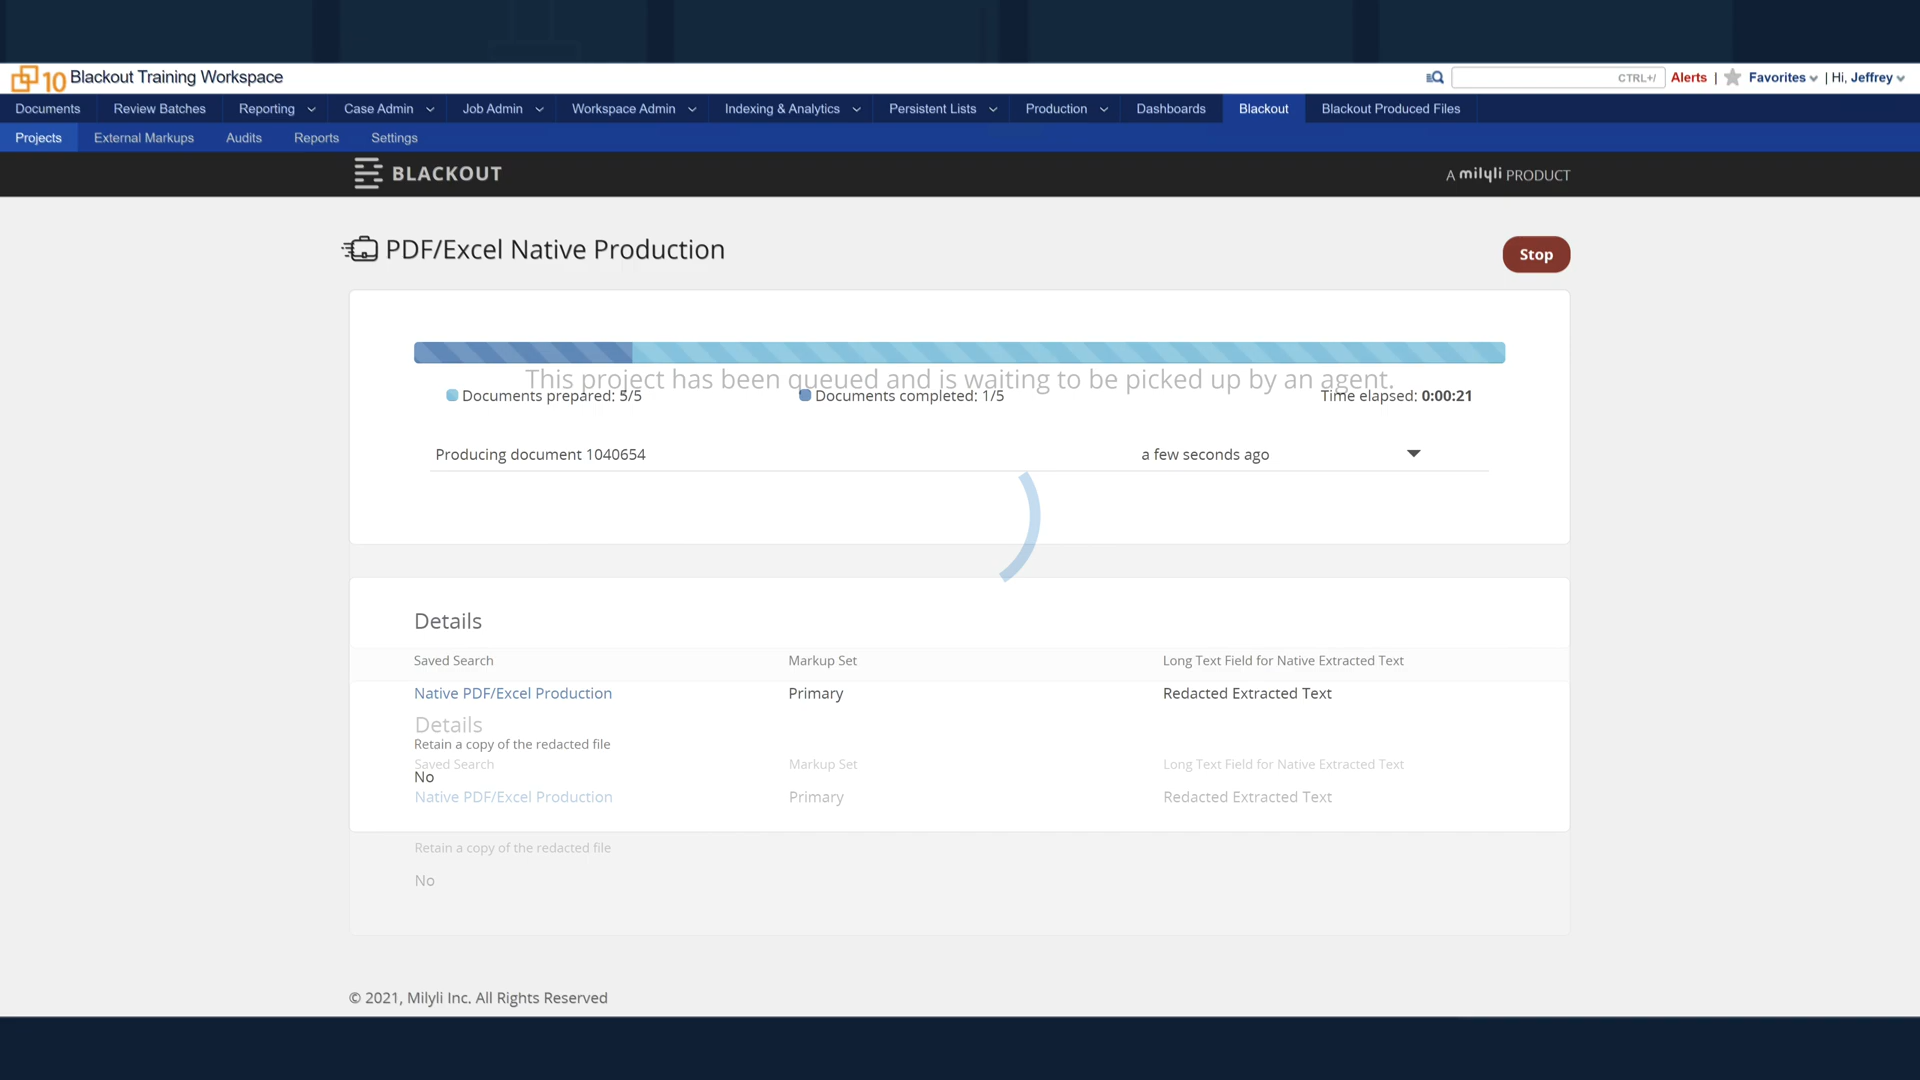 10 Blackout Training Workspace
CTRL+/ Alerts | Favorites | Hi, Jeffrey
Documents Review Batches Reporting Case Admin Job Admin Workspace Admin Indexing & Analytics Persistent Lists Production Dashboards Blackout Blackout Produced Files
Projects External Markups Audits Reports Settings
BLACKOUT
A milyli PRODUCT
PDF/Excel Native Production
Stop
This project has been queued and is waiting to be picked up by an agent.
Documents prepared: 5/5 Documents completed: 1/5 Time elapsed: 0:00:21
Producing document 1040654 a few seconds ago
Details
Saved Search Markup Set Long Text Field for Native Extracted Text
Native PDF/Excel Production Primary Redacted Extracted Text
Details
Retain a copy of the redacted file
Saved Search Markup Set Long Text Field for Native Extracted Text
No
Native PDF/Excel Production Primary Redacted Extracted Text
Retain a copy of the redacted file
No
© 2021, Milyli Inc. All Rights Reserved